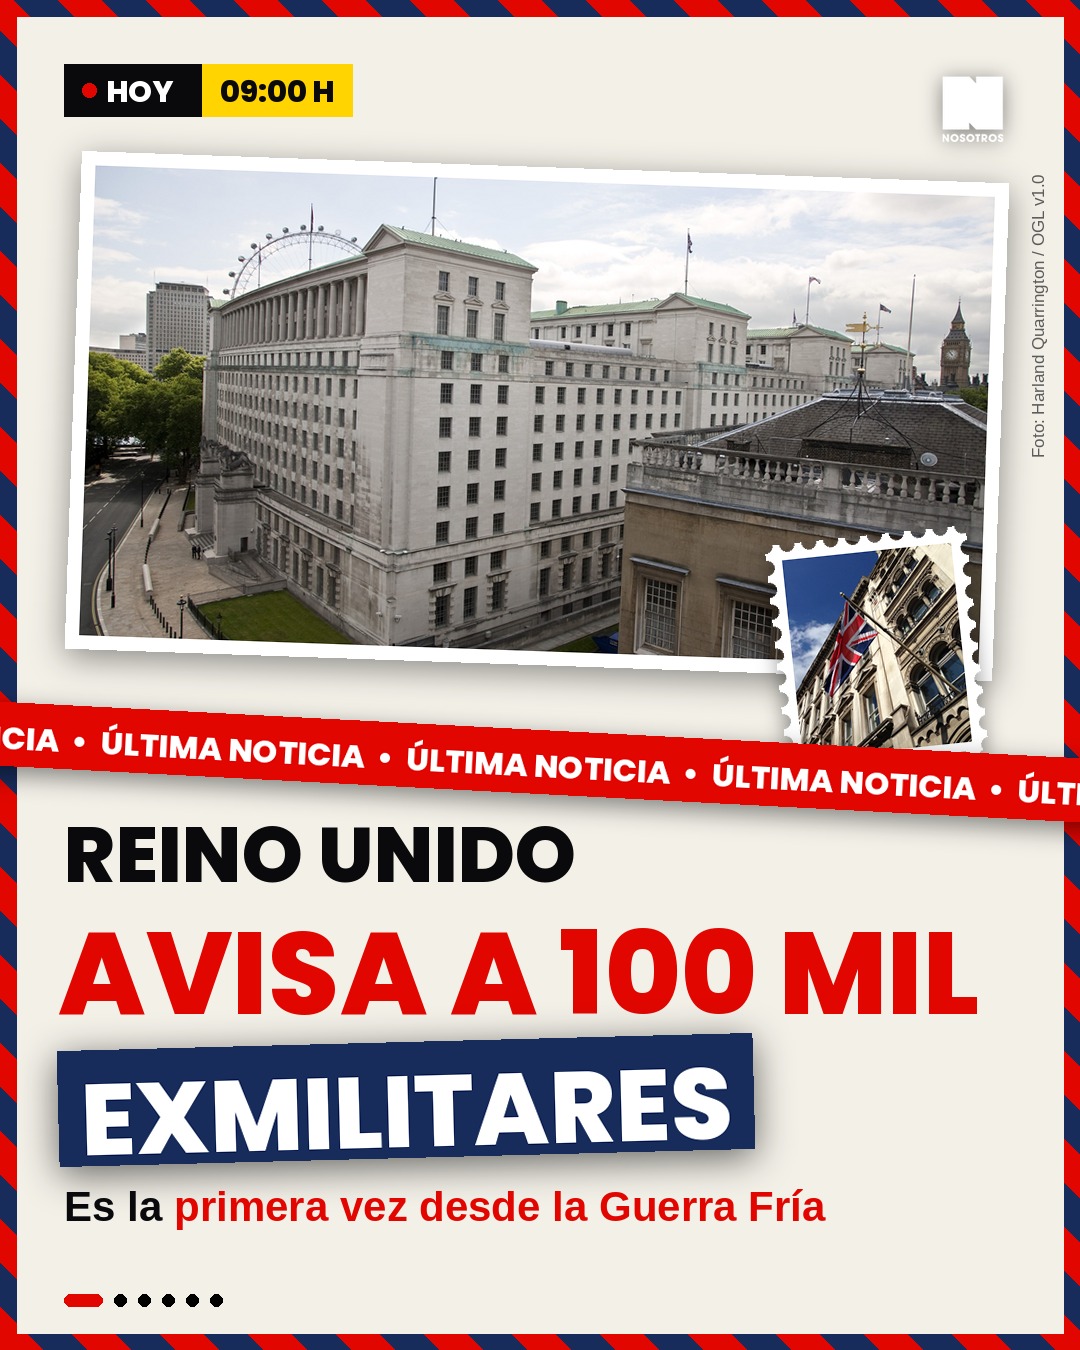 HOY 09:00 H
NOSOTROS
Foto: Harland Quarrington / OGL v1.0
ICIA • ÚLTIMA NOTICIA • ÚLTIMA NOTICIA • ÚLTIMA NOTICIA • ÚLTI
REINO UNIDO
AVISA A 100 MIL
EXMILITARES
Es la primera vez desde la Guerra Fría